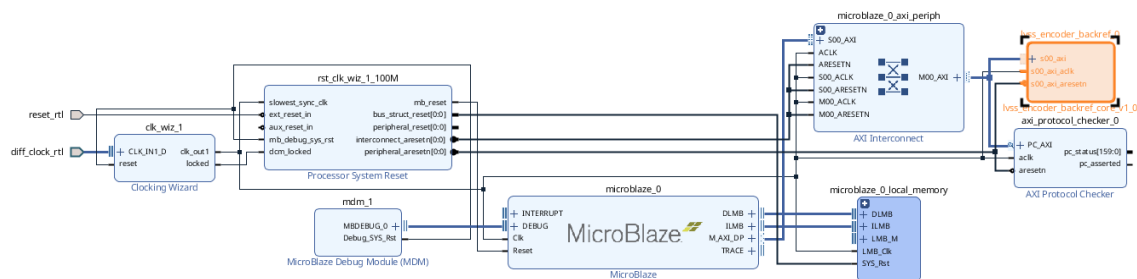 microblaze_0_axi_periph
S00_AXI
ACLK
ARESETN
S00_ACLK
S00_ARESETN
M00_ACLK
M00_ARESETN
M00_AXI
AXI Interconnect
lvss_encoder_backref_0
s00_axi
s00_axi_aclk
s00_axi_aresetn
lvss_encoder_backref_core_v1_0
axi_protocol_checker_0
PC_AXI
aclk
aresetn
pc_status[159:0]
pc_asserted
AXI Protocol Checker
rst_clk_wiz_1_100M
slowest_sync_clk
ext_reset_in
aux_reset_in
mb_debug_sys_rst
dcm_locked
mb_reset
bus_struct_reset[0:0]
peripheral_reset[0:0]
interconnect_aresetn[0:0]
peripheral_aresetn[0:0]
Processor System Reset
reset_rtl
diff_clock_rtl
clk_wiz_1
CLK_IN1_D
reset
clk_out1
locked
Clocking Wizard
mdm_1
MBDEBUG_0
Debug_SYS_Rst
MicroBlaze Debug Module (MDM)
microblaze_0
INTERRUPT
DEBUG
Clk
Reset
MicroBlaze
DLMB
ILMB
M_AXI_DP
TRACE
MicroBlaze
microblaze_0_local_memory
DLMB
ILMB
LMB_M
LMB_Clk
SYS_Rst